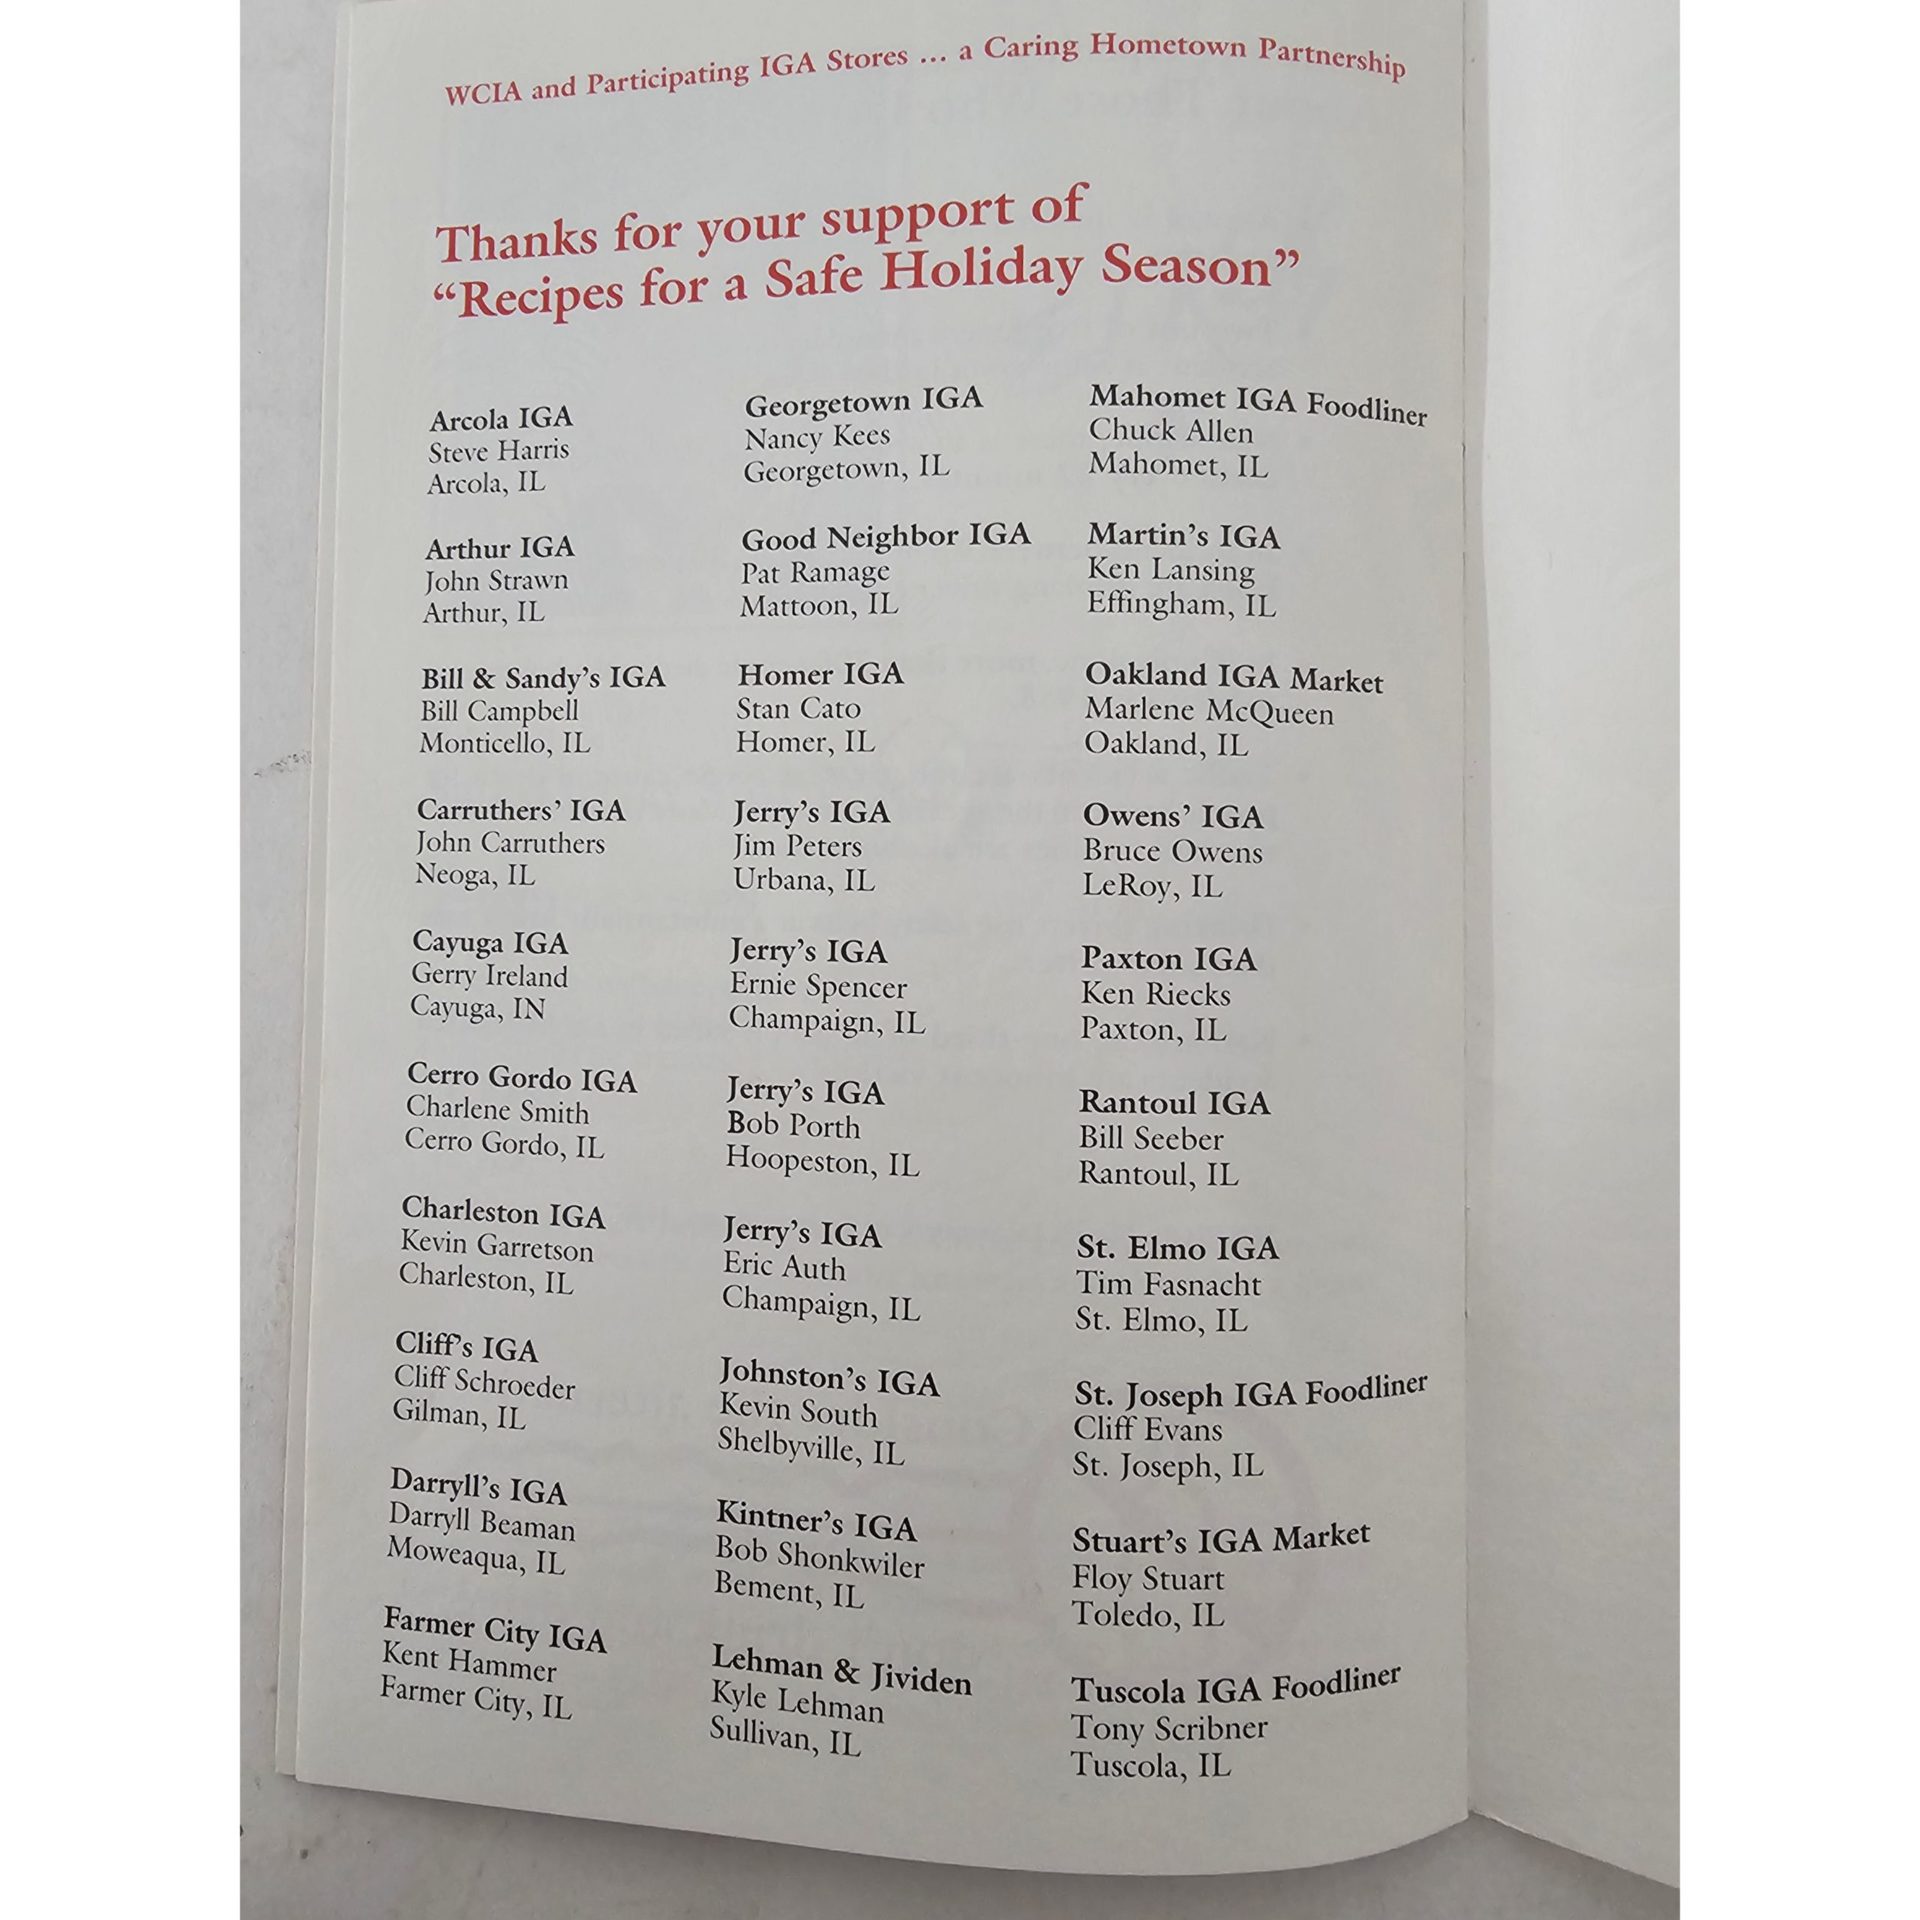 WCIA and Participating IGA Stores ... a Caring Hometown Partnership
Thanks for your support of
“Recipes for a Safe Holiday Season”
Arcola IGA
Steve Harris
Arcola, IL
Arthur IGA
John Strawn
Arthur, IL
Bill & Sandy’s IGA
Bill Campbell
Monticello, IL
Carruthers’ IGA
John Carruthers
Neoga, IL
Cayuga IGA
Gerry Ireland
Cayuga, IN
Cerro Gordo IGA
Charlene Smith
Cerro Gordo, IL
Charleston IGA
Kevin Garretson
Charleston, IL
Cliff’s IGA
Cliff Schroeder
Gilman, IL
Darryll’s IGA
Darryll Beaman
Moweaqua, IL
Farmer City IGA
Kent Hammer
Farmer City, IL
Georgetown IGA
Nancy Kees
Georgetown, IL
Good Neighbor IGA
Pat Ramage
Mattoon, IL
Homer IGA
Stan Cato
Homer, IL
Jerry’s IGA
Jim Peters
Urbana, IL
Jerry’s IGA
Ernie Spencer
Champaign, IL
Jerry’s IGA
Bob Porth
Hoopeston, IL
Jerry’s IGA
Eric Auth
Champaign, IL
Johnston’s IGA
Kevin South
Shelbyville, IL
Kintner’s IGA
Bob Shonkwiler
Bement, IL
Lehman & Jividen
Kyle Lehman
Sullivan, IL
Mahomet IGA Foodliner
Chuck Allen
Mahomet, IL
Martin’s IGA
Ken Lansing
Effingham, IL
Oakland IGA Market
Marlene McQueen
Oakland, IL
Owens’ IGA
Bruce Owens
LeRoy, IL
Paxton IGA
Ken Riecks
Paxton, IL
Rantoul IGA
Bill Seeber
Rantoul, IL
St. Elmo IGA
Tim Fasnacht
St. Elmo, IL
St. Joseph IGA Foodliner
Cliff Evans
St. Joseph, IL
Stuart’s IGA Market
Floy Stuart
Toledo, IL
Tuscola IGA Foodliner
Tony Scribner
Tuscola, IL